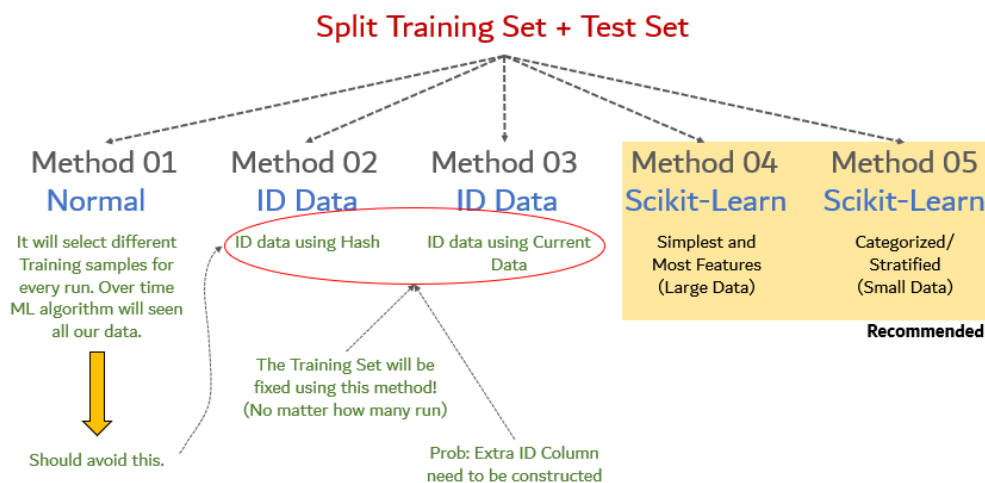 Split Training Set + Test Set
Method 01
Normal
It will select different
Training samples for
every run. Over time
ML algorithm will seen
all our data.
Should avoid this.
Method 02
ID Data
ID data using Hash
Method 03
ID Data
ID data using Current
Data
The Training Set will be
fixed using this method!
(No matter how many run)
Prob: Extra ID Column
need to be constructed
Method 04
Scikit-Learn
Simplest and
Most Features
(Large Data)
Method 05
Scikit-Learn
Categorized/
Stratified
(Small Data)
Recommended